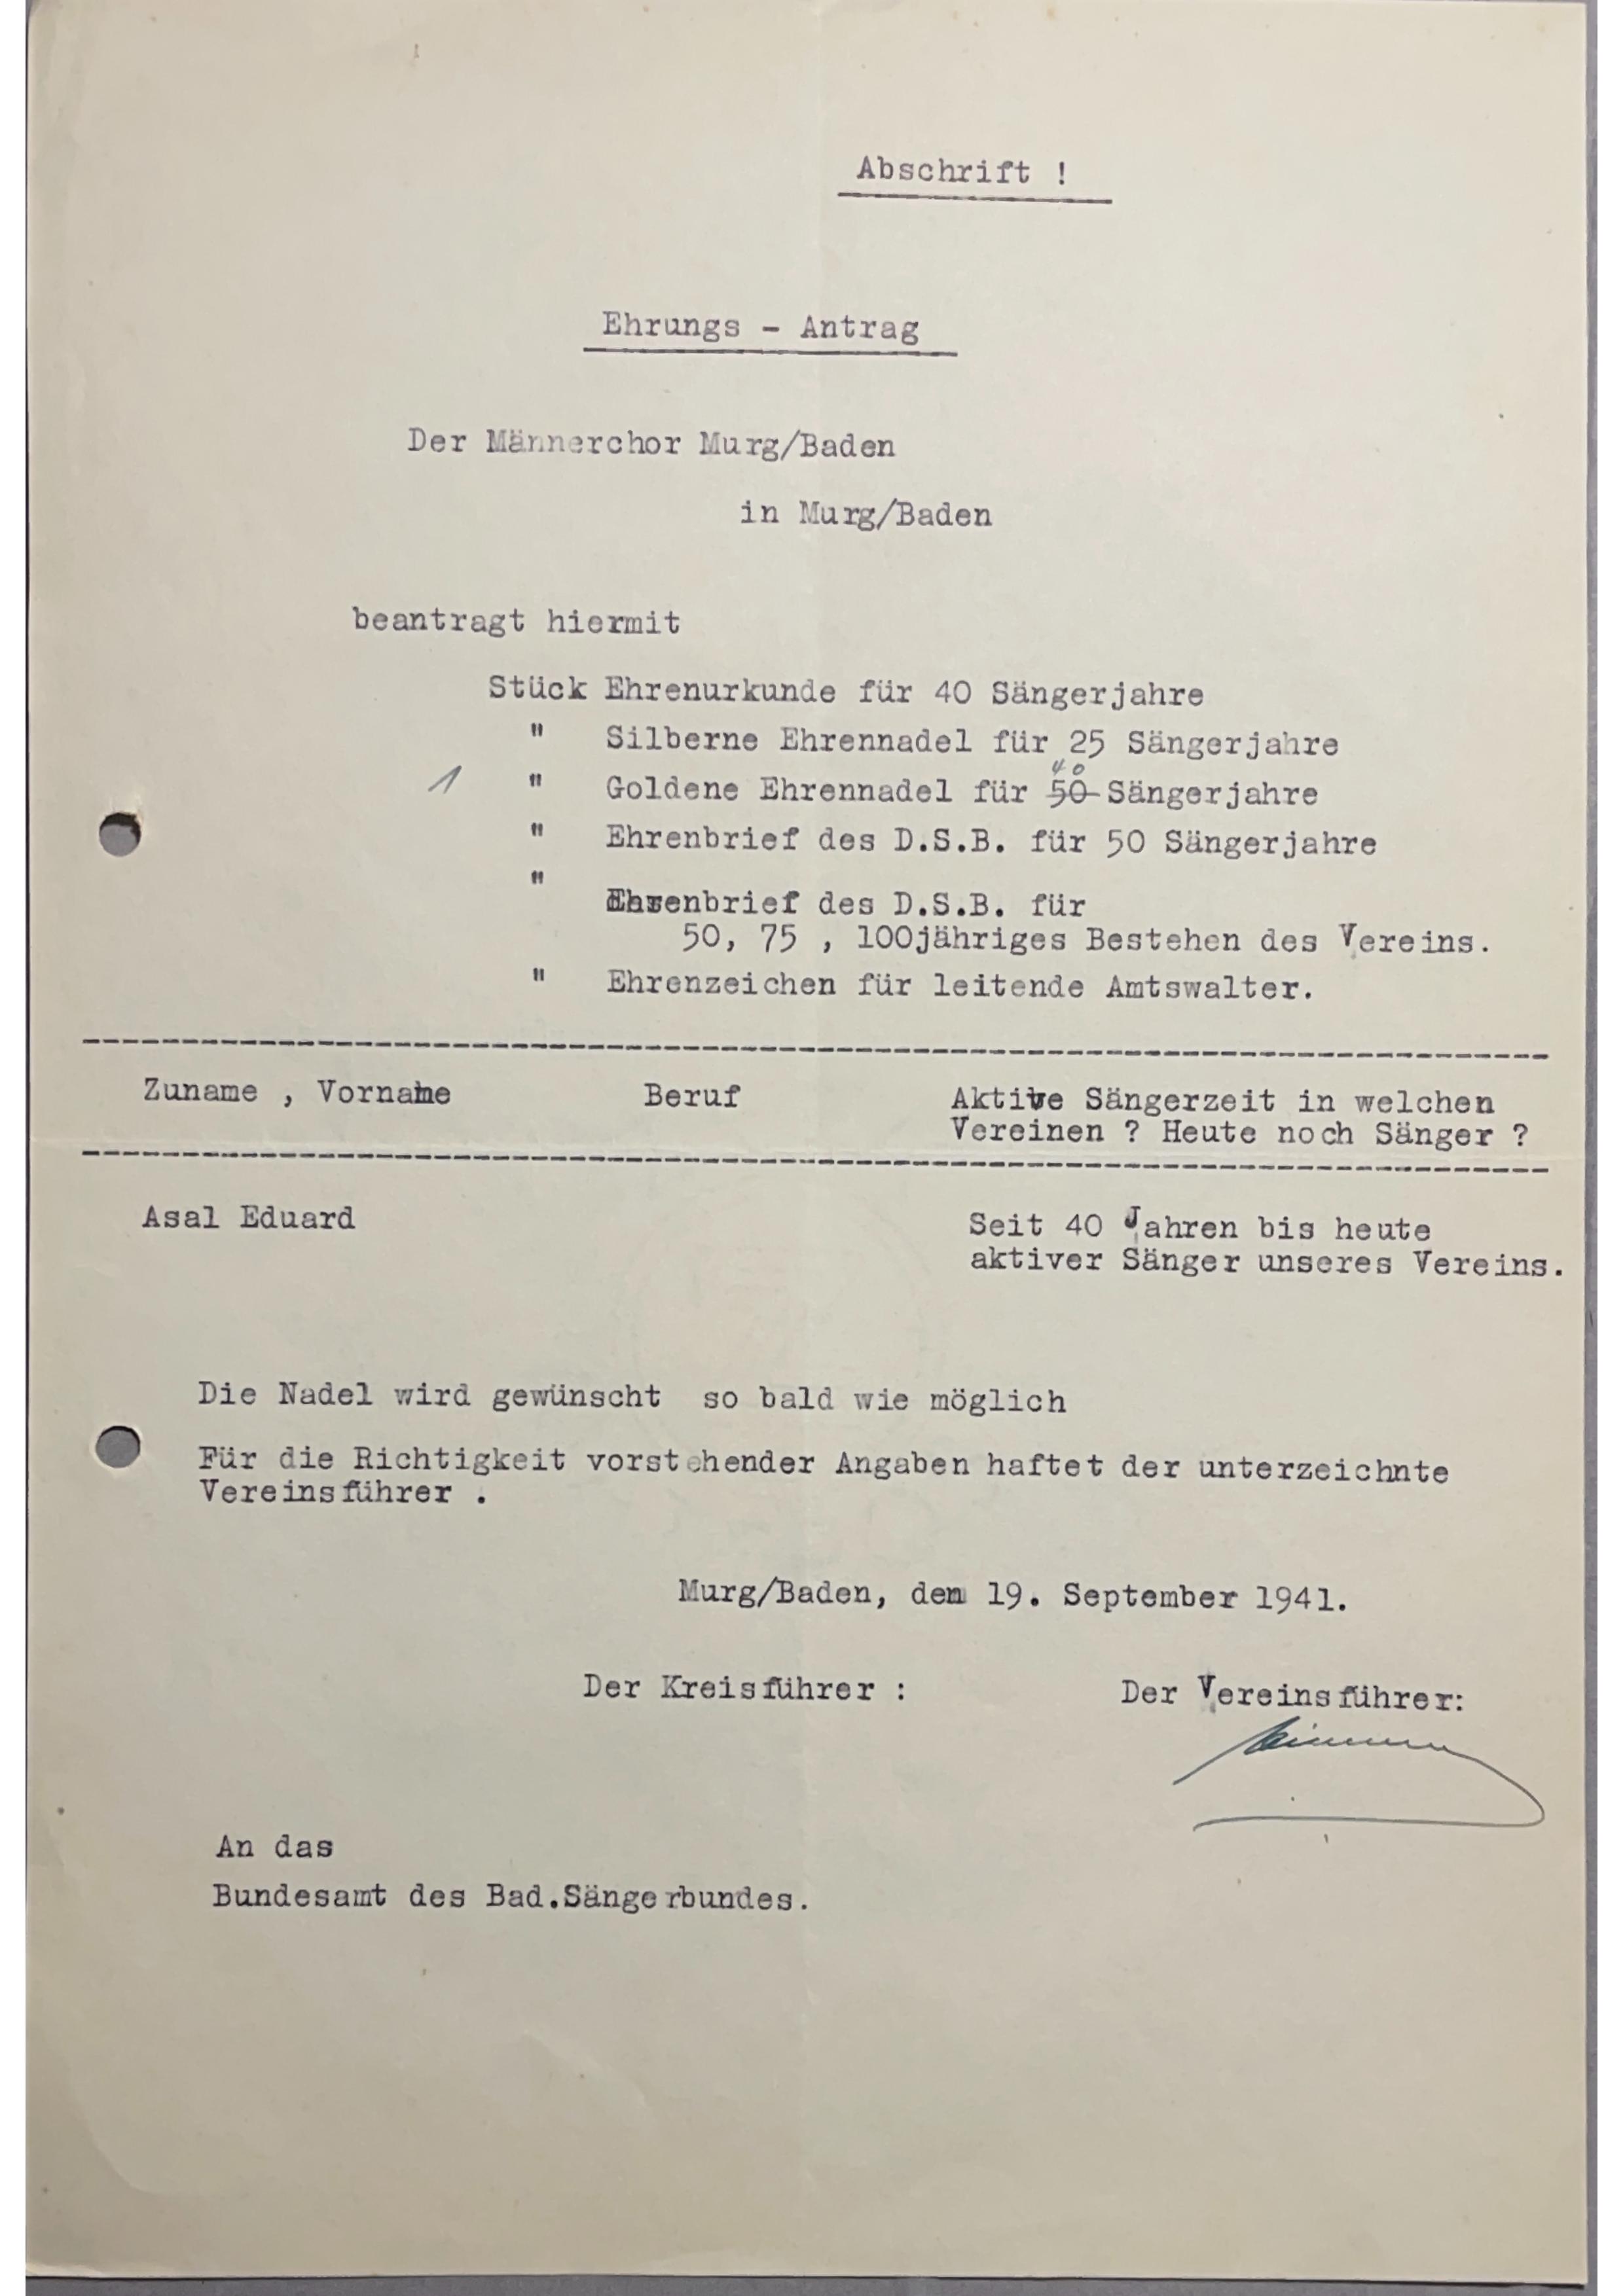 Abschrift !
Ehrungs - Antrag
Der Männerchor Murg/Baden
in Murg/Baden
beantragt hiermit
Stück Ehrenurkunde für 40 Sängerjahre
" Silberne Ehrennadel für 25 Sängerjahre
40
1 " Goldene Ehrennadel für 50 Sängerjahre
" Ehrenbrief des D.S.B. für 50 Sängerjahre
"
Ehrenbrief des D.S.B. für
50, 75 , 100jähriges Bestehen des Vereins.
" Ehrenzeichen für leitende Amtswalter.
Zuname , Vorname Beruf Aktive Sängerzeit in welchen
Vereinen ? Heute noch Sänger ?
Asal Eduard Seit 40 Jahren bis heute
aktiver Sänger unseres Vereins.
Die Nadel wird gewünscht so bald wie möglich
Für die Richtigkeit vorstehender Angaben haftet der unterzeichnte
Vereinsführer .
Murg/Baden, den 19. September 1941.
Der Kreisführer : Der Vereinsführer:
An das
Bundesamt des Bad.Sängerbundes.